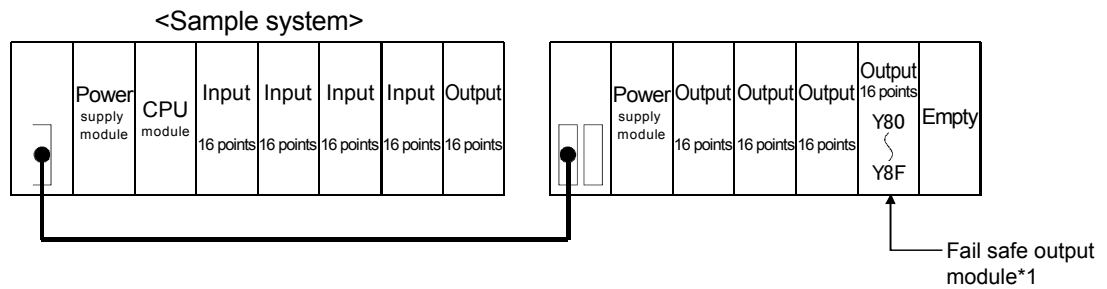 <Sample system>
Power
supply
module
CPU
module
Input
16 points
Input
16 points
Input
16 points
Input
16 points
Output
16 points
Power
supply
module
Output
16 points
Output
16 points
Output
16 points
Output
16 points
Y80
Y8F
Empty
Fail safe output
module*1